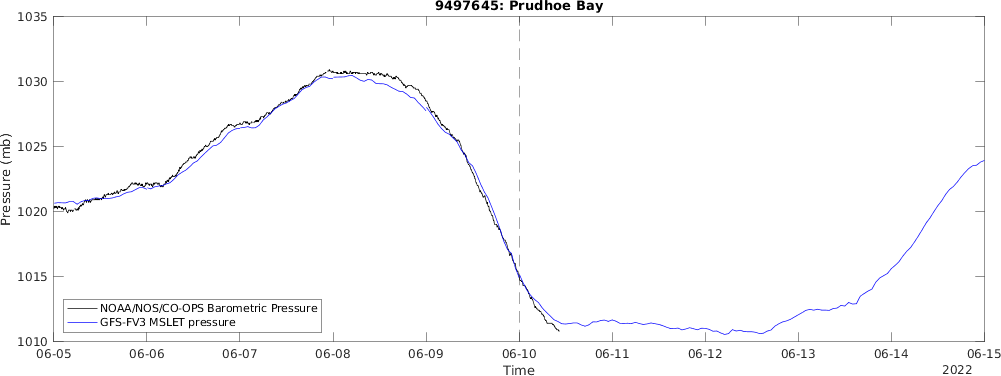 9497645: Prudhoe Bay
1035
1030
1025
1020
1015
1010
Pressure (mb)
NOAA/NOS/CO-OPS Barometric Pressure
GFS-FV3 MSLET pressure
06-05 06-06 06-07 06-08 06-09 06-10 06-11 06-12 06-13 06-14 06-15
Time
2022